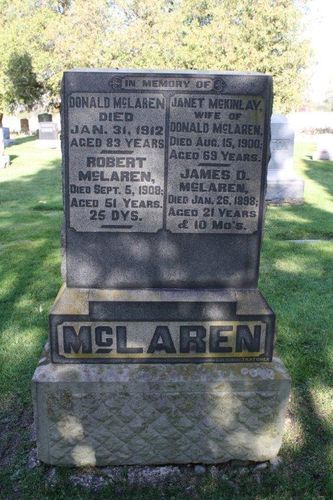 IN MEMORY OF
DONALD McLAREN
DIED
JAN. 31, 1912
AGED 83 YEARS
ROBERT
McLAREN,
DIED SEPT. 5, 1908;
AGED 51 YEARS.
25 DYS.
JANET McKINLAY,
WIFE OF
DONALD McLAREN,
DIED AUG. 15, 1900;
AGED 69 YEARS.
JAMES D.
McLAREN,
DIED JAN. 26, 1898;
AGED 21 YEARS
& 10 MO'S.
McLAREN